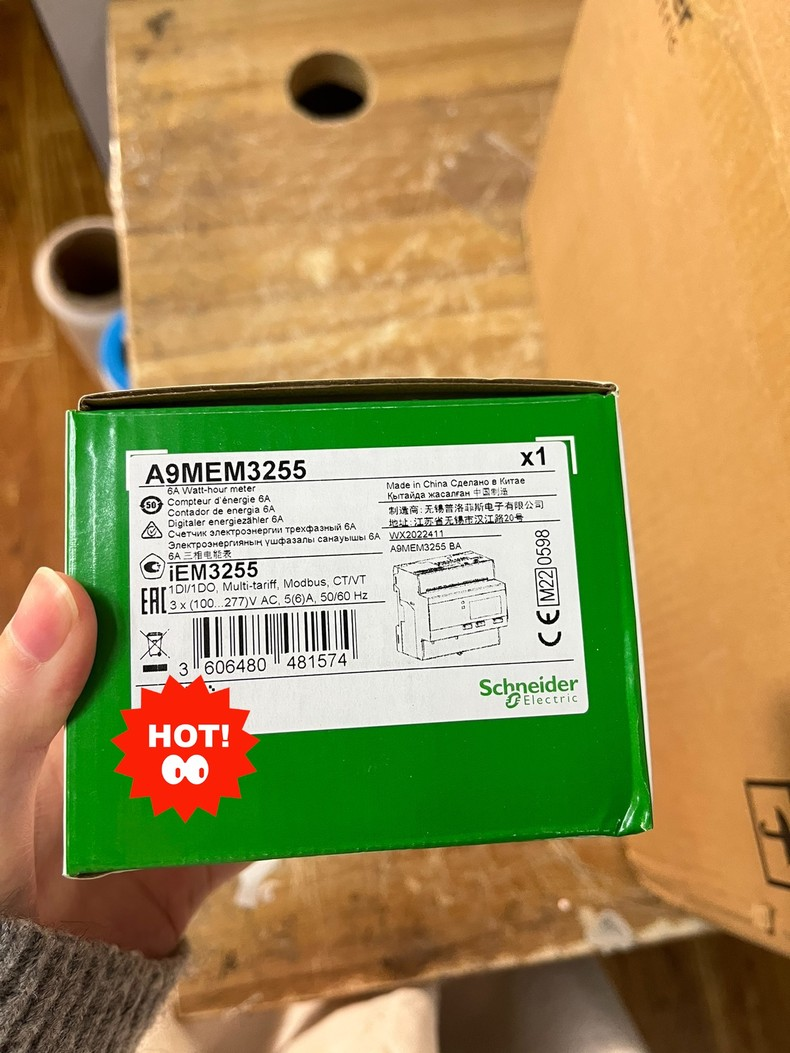 A9MEM3255
x1
6A Watt-hour meter
Compteur d'énergie 6A
Contador de energia 6A
Digitaler energiezähler 6A
Счетчик электроэнергии трехфазный 6A
Электроэнергияның үшфазалы санауышы 6A
6A 三相电能表
50
Made in China Сделано в Китае
Қытайда жасалған 中国制造
制造商: 无锡普洛菲斯电子有限公司
地址: 江苏省无锡市汉江路20号
WX2022411
A9MEM3255 BA
iEM3255
1DI/1DO, Multi-tariff, Modbus, CT/VT
3 x (100...277)V AC, 5(6)A, 50/60 Hz
EAC
CE M22 0598
3 606480 481574
Schneider
Electric
HOT!